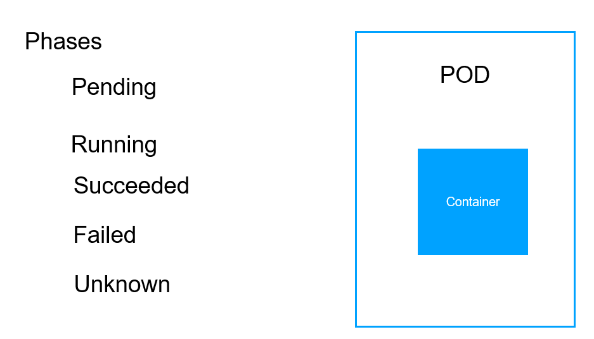 Phases
Pending
Running
Succeeded
Failed
Unknown
POD
Container